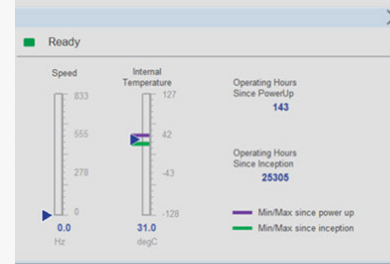 Ready
Speed
Internal
Temperature
833
555
278
0
0.0
Hz
127
42
-43
-128
31.0
degC
Operating Hours
Since PowerUp
143
Operating Hours
Since Inception
25305
Min/Max since power up
Min/Max since inception